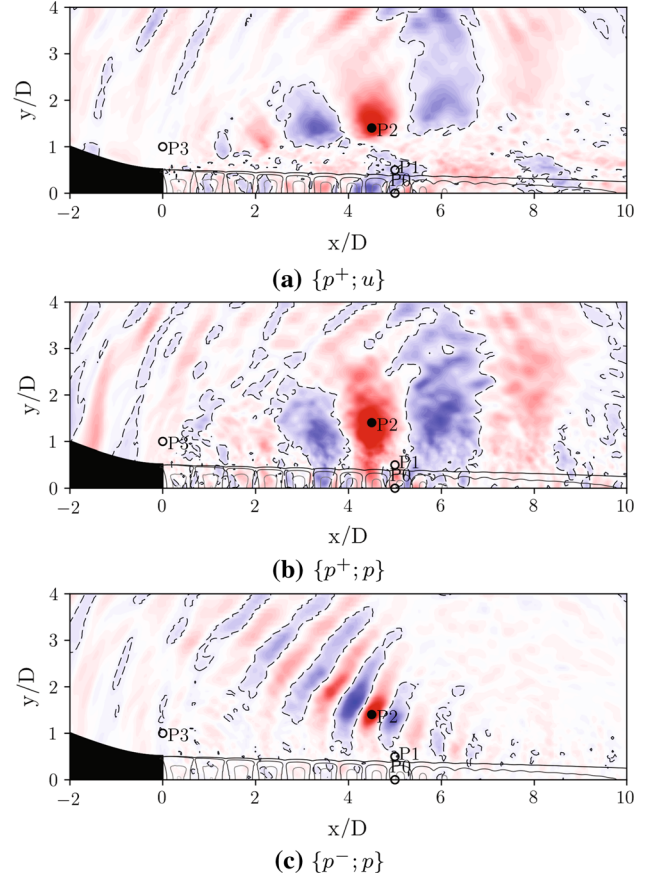 4
3
2
1
0
y/D
P3
P2
P1
P0
−2 0 2 4 6 8 10
x/D
(a) {p⁺; u}
4
3
2
1
0
y/D
P3
P2
P1
P0
−2 0 2 4 6 8 10
x/D
(b) {p⁺; p}
4
3
2
1
0
y/D
P3
P2
P1
P0
−2 0 2 4 6 8 10
x/D
(c) {p⁻; p}